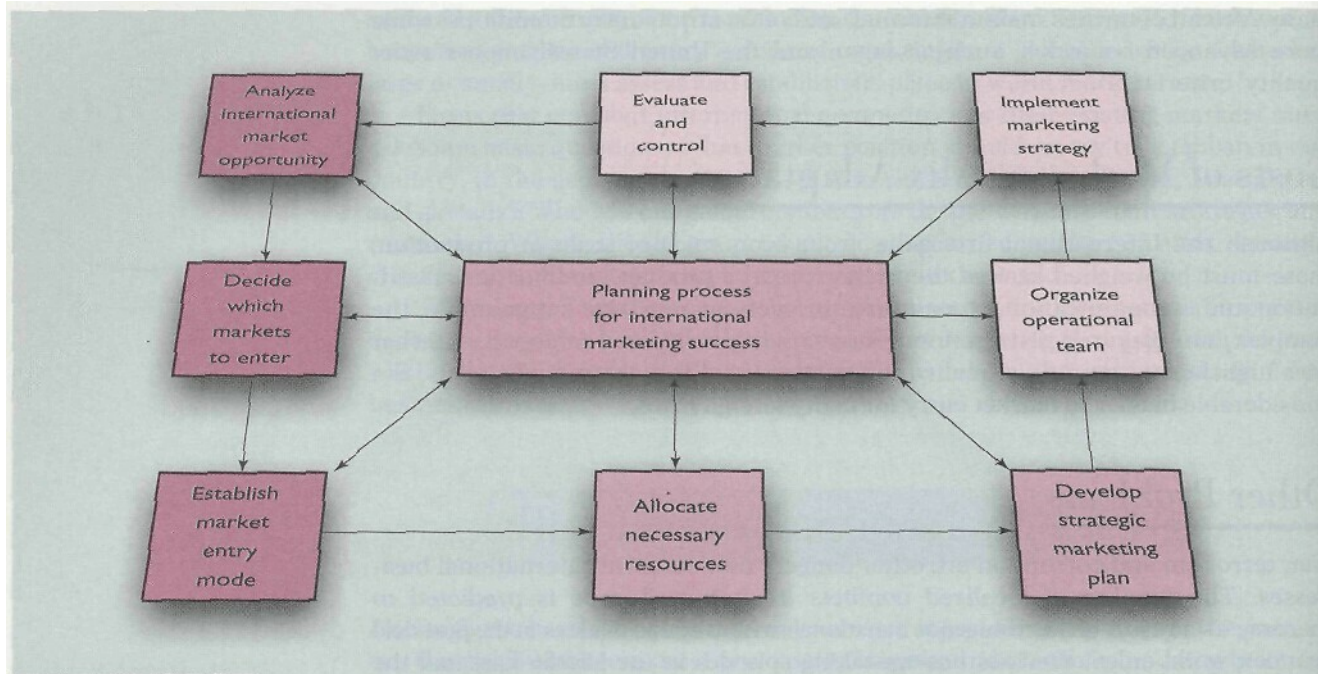 Analyze
international
market
opportunity
Evaluate
and
control
Implement
marketing
strategy
Decide
which
markets
to enter
Planning process
for international
marketing success
Organize
operational
team
Establish
market
entry
mode
Allocate
necessary
resources
Develop
strategic
marketing
plan